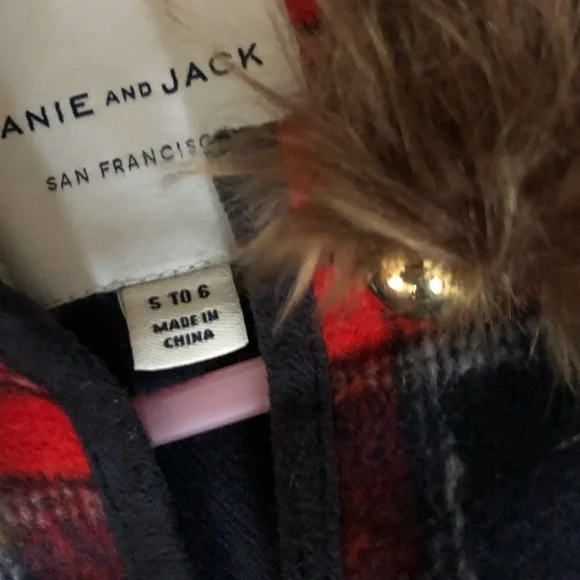 ANIE AND JACK
SAN FRANCISC
5 TO 6
MADE IN
CHINA